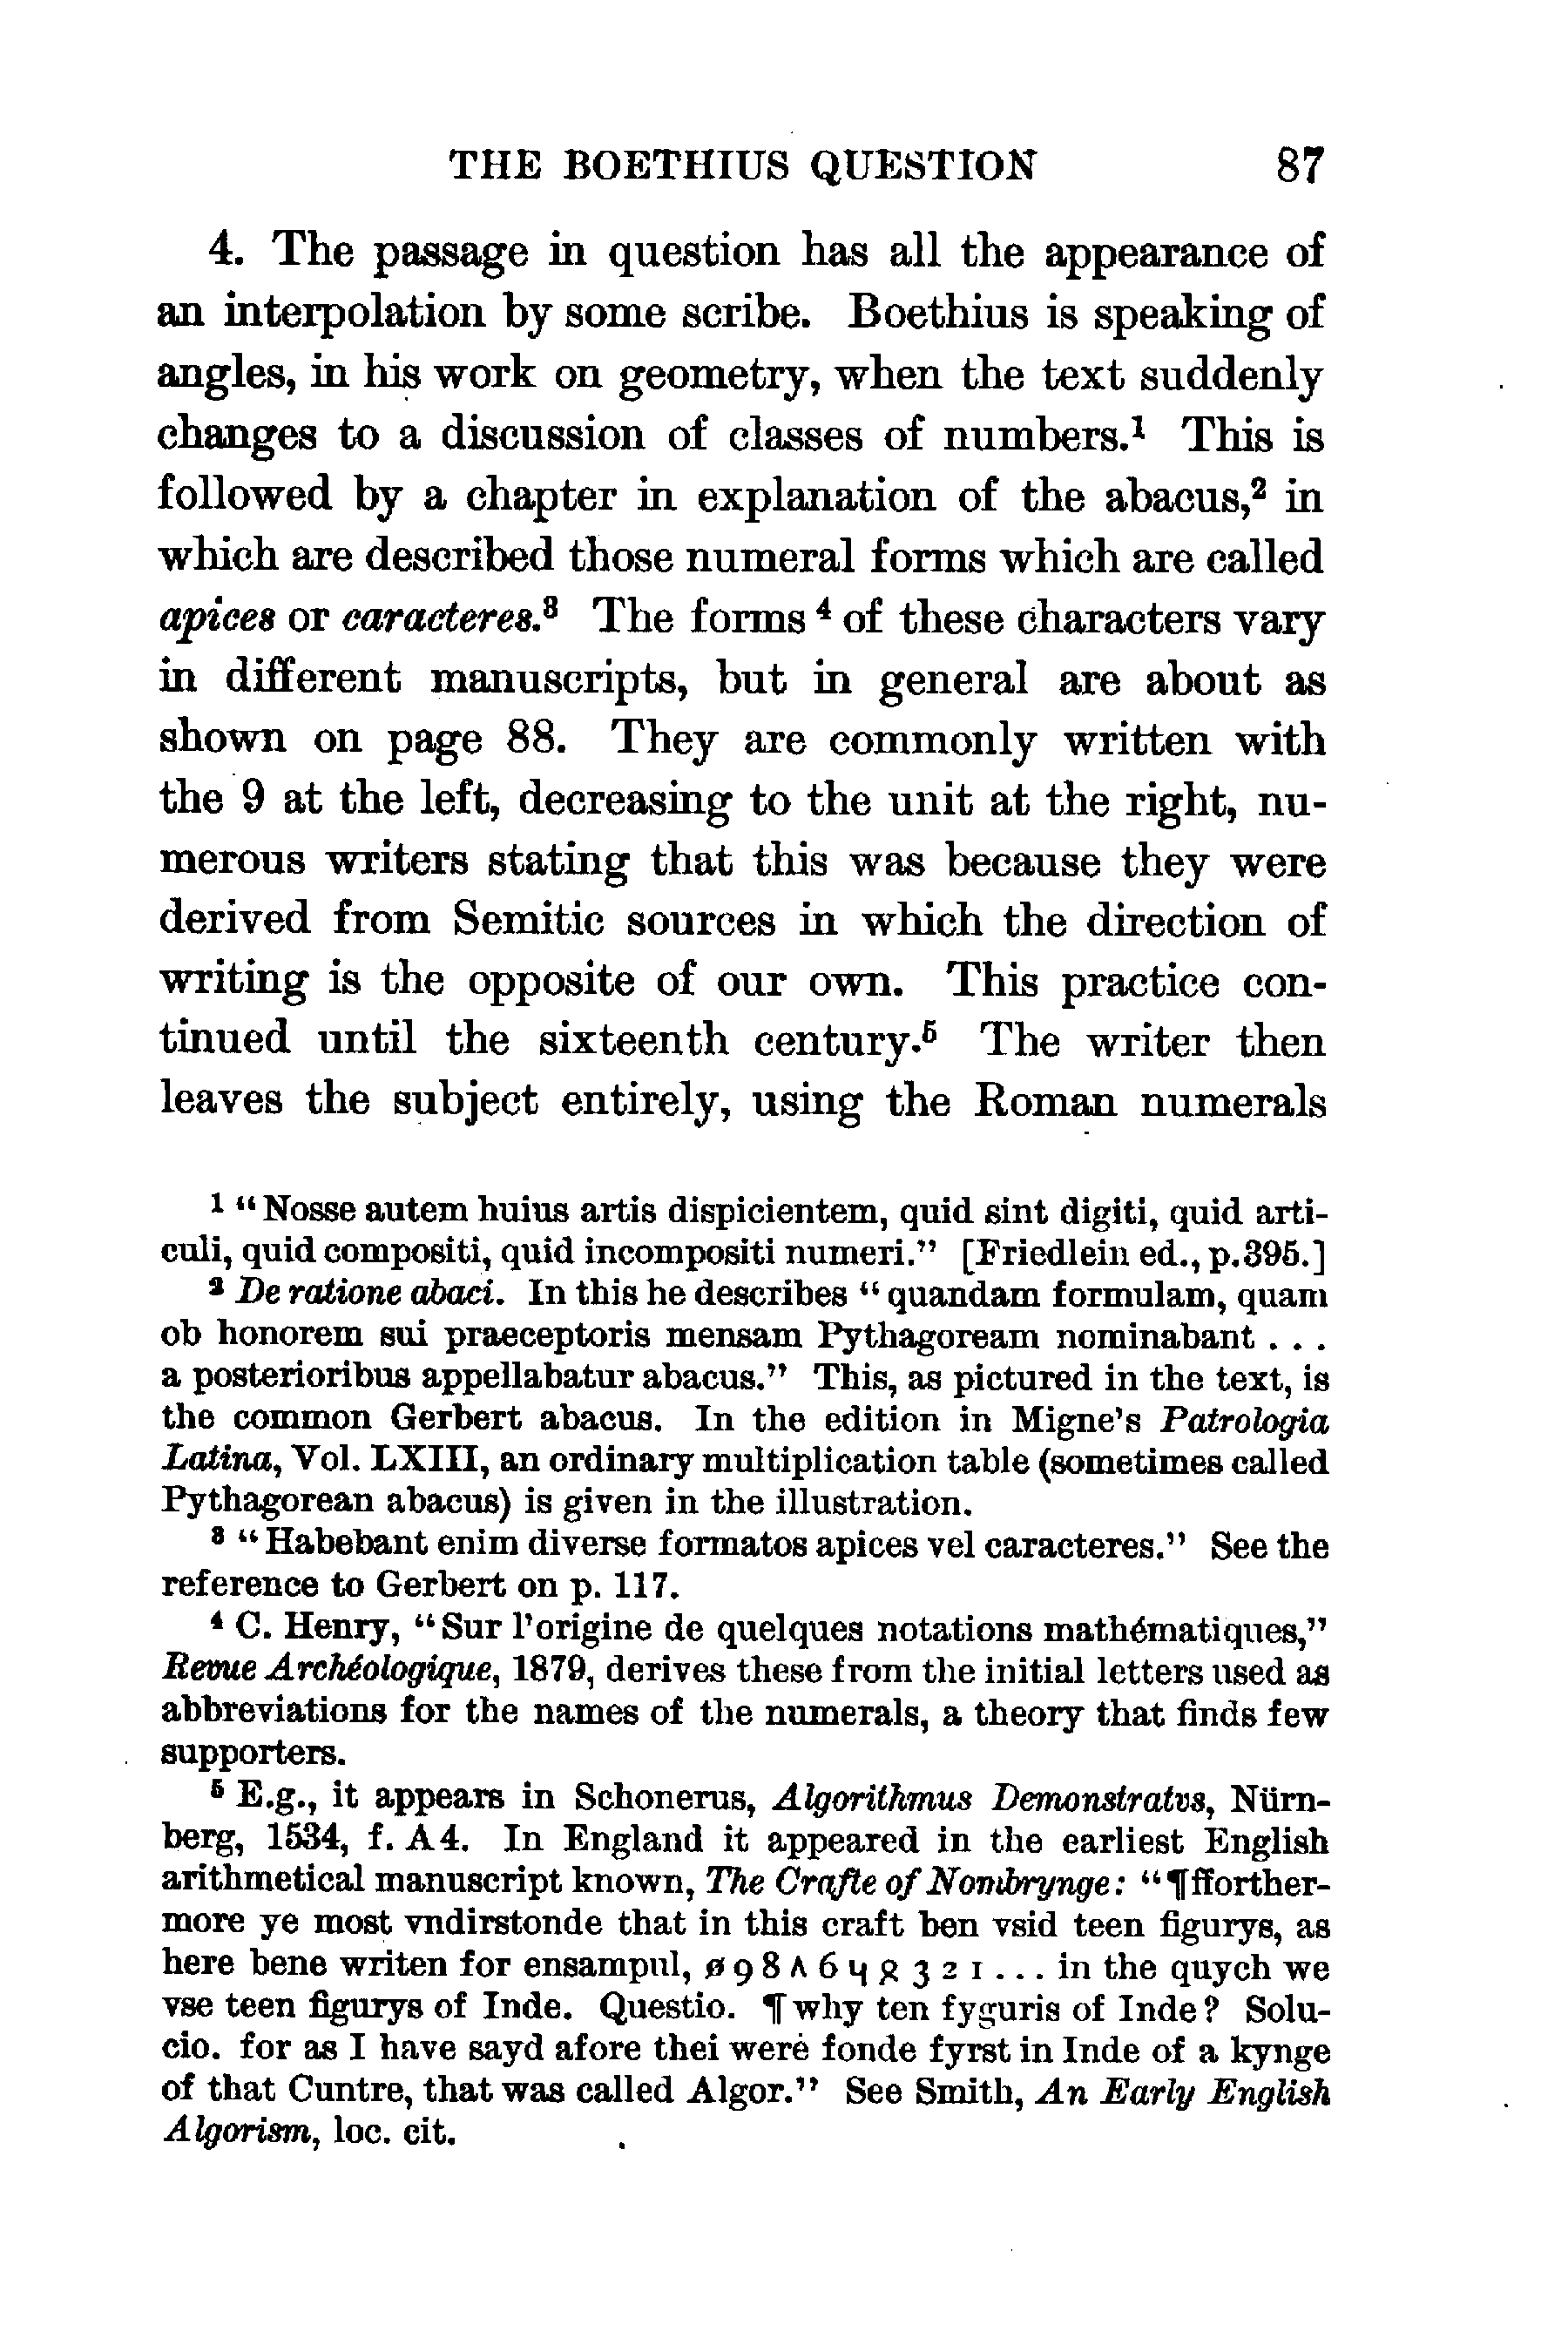 THE BOETHIUS QUESTION 87
4. The passage in question has all the appearance of
an interpolation by some scribe. Boethius is speaking of
angles, in his work on geometry, when the text suddenly
changes to a discussion of classes of numbers.¹ This is
followed by a chapter in explanation of the abacus,² in
which are described those numeral forms which are called
apices or caracteres.³ The forms ⁴ of these characters vary
in different manuscripts, but in general are about as
shown on page 88. They are commonly written with
the 9 at the left, decreasing to the unit at the right, nu-
merous writers stating that this was because they were
derived from Semitic sources in which the direction of
writing is the opposite of our own. This practice con-
tinued until the sixteenth century.⁵ The writer then
leaves the subject entirely, using the Roman numerals
¹ “Nosse autem huius artis dispicientem, quid sint digiti, quid arti-
culi, quid compositi, quid incompositi numeri.” [Friedlein ed., p. 395.]
² De ratione abaci. In this he describes “quandam formulam, quam
ob honorem sui praeceptoris mensam Pythagoream nominabant . . .
a posterioribus appellabatur abacus.” This, as pictured in the text, is
the common Gerbert abacus. In the edition in Migne's Patrologia
Latina, Vol. LXIII, an ordinary multiplication table (sometimes called
Pythagorean abacus) is given in the illustration.
³ “Habebant enim diverse formatos apices vel caracteres.” See the
reference to Gerbert on p. 117.
⁴ C. Henry, “Sur l'origine de quelques notations mathématiques,”
Revue Archéologique, 1879, derives these from the initial letters used as
abbreviations for the names of the numerals, a theory that finds few
supporters.
⁵ E.g., it appears in Schonerus, Algorithmus Demonstratvs, Nürn-
berg, 1534, f. A4. In England it appeared in the earliest English
arithmetical manuscript known, The Crafte of Nombrynge: “¶fforther-
more ye most vndirstonde that in this craft ben vsid teen figurys, as
here bene writen for ensampul, ø 9 8 ʌ 6 ч 3 2 1 . . . in the quych we
vse teen figurys of Inde. Questio. ¶why ten fyguris of Inde? Solu-
cio. for as I have sayd afore thei were fonde fyrst in Inde of a kynge
of that Cuntre, that was called Algor.” See Smith, An Early English
Algorism, loc. cit.